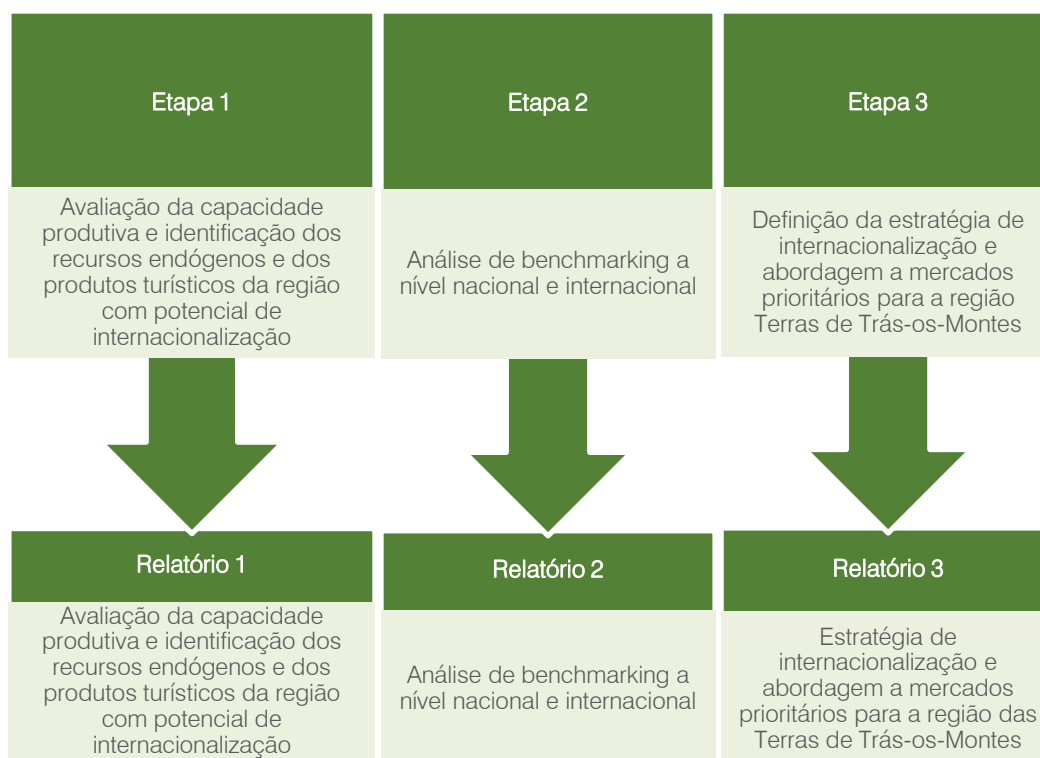 Etapa 1
Avaliação da capacidade
produtiva e identificação dos
recursos endógenos e dos
produtos turísticos da região
com potencial de
internacionalização
Etapa 2
Análise de benchmarking a
nível nacional e internacional
Etapa 3
Definição da estratégia de
internacionalização e
abordagem a mercados
prioritários para a região
Terras de Trás-os-Montes
Relatório 1
Avaliação da capacidade
produtiva e identificação dos
recursos endógenos e dos
produtos turísticos da região
com potencial de
internacionalização
Relatório 2
Análise de benchmarking a
nível nacional e internacional
Relatório 3
Estratégia de
internacionalização e
abordagem a mercados
prioritários para a região das
Terras de Trás-os-Montes